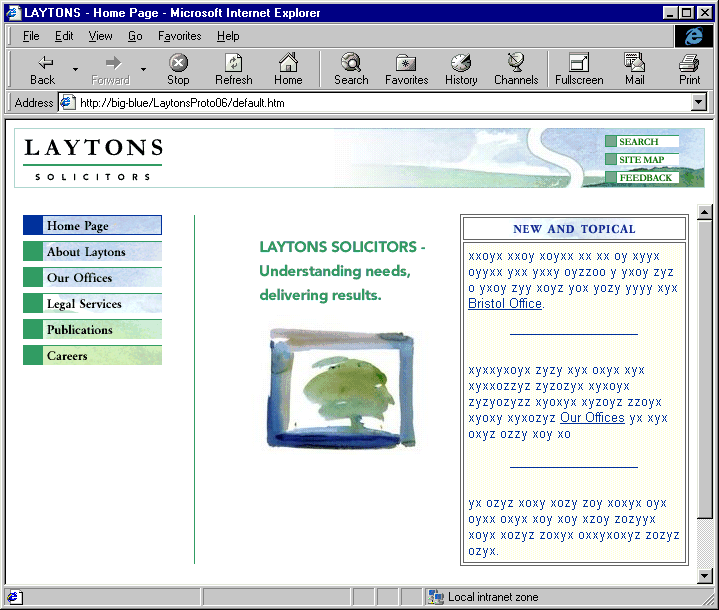 LAYTONS - Home Page - Microsoft Internet Explorer
File Edit View Go Favorites Help
Back Forward Stop Refresh Home Search Favorites History Channels Fullscreen Mail Print
Address http://big-blue/LaytonsProto06/default.htm
LAYTONS
SOLICITORS
SEARCH
SITE MAP
FEEDBACK
Home Page
About Laytons
Our Offices
Legal Services
Publications
Careers
LAYTONS SOLICITORS -
Understanding needs,
delivering results.
NEW AND TOPICAL
xxoyx xxoy xoyxx xx xx oy xyyx
oyyxx yxx yxxy oyzzoo y yxoy zyz
o yxoy zyy xoyz yox yozy yyyy xyx
Bristol Office.
xyxxyxoyx zyzy xyx oxyx xyx
xyxxozzyz zyzozyx xyxoyx
zyzyozyzz xyoxyx xyzoyz zzoyx
xyoxy xyxozyz Our Offices yx xyx
oxyz ozzy xoy xo
yx ozyz xoxy xozy zoy xoxyx oyx
oyxx oxyx xoy xoy xzoy zozyyx
xoyx xozyz zoxyx oxxyxoxyz zozyz
ozyx.
Local intranet zone